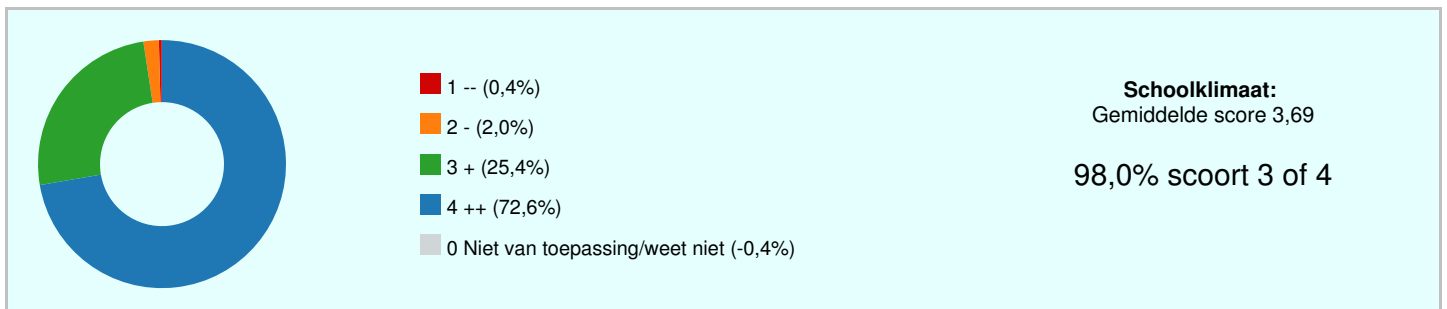 1 -- (0,4%)
2 - (2,0%)
3 + (25,4%)
4 ++ (72,6%)
0 Niet van toepassing/weet niet (-0,4%)
Schoolklimaat:
Gemiddelde score 3,69
98,0% scoort 3 of 4